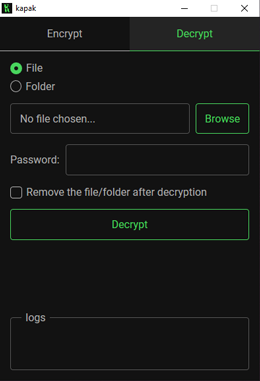 kapak
Encrypt Decrypt
File
Folder
No file chosen... Browse
Password:
Remove the file/folder after decryption
Decrypt
logs